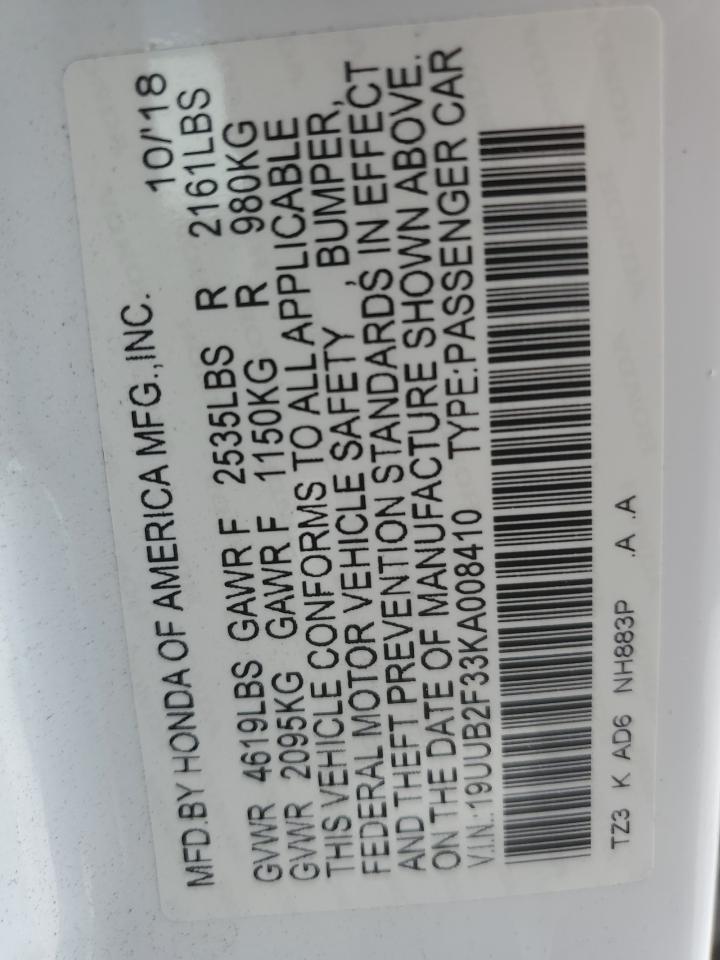 MFD.BY HONDA OF AMERICA MFG.,INC. 10/'18
GVWR 4619LBS GAWR F 2535LBS R 2161LBS
GVWR 2095KG GAWR F 1150KG R 980KG
THIS VEHICLE CONFORMS TO ALL APPLICABLE
FEDERAL MOTOR VEHICLE SAFETY , BUMPER,
AND THEFT PREVENTION STANDARDS IN EFFECT
ON THE DATE OF MANUFACTURE SHOWN ABOVE.
V.I.N.:19UUB2F33KA008410 TYPE:PASSENGER CAR
TZ3 K AD6 NH883P .A .A